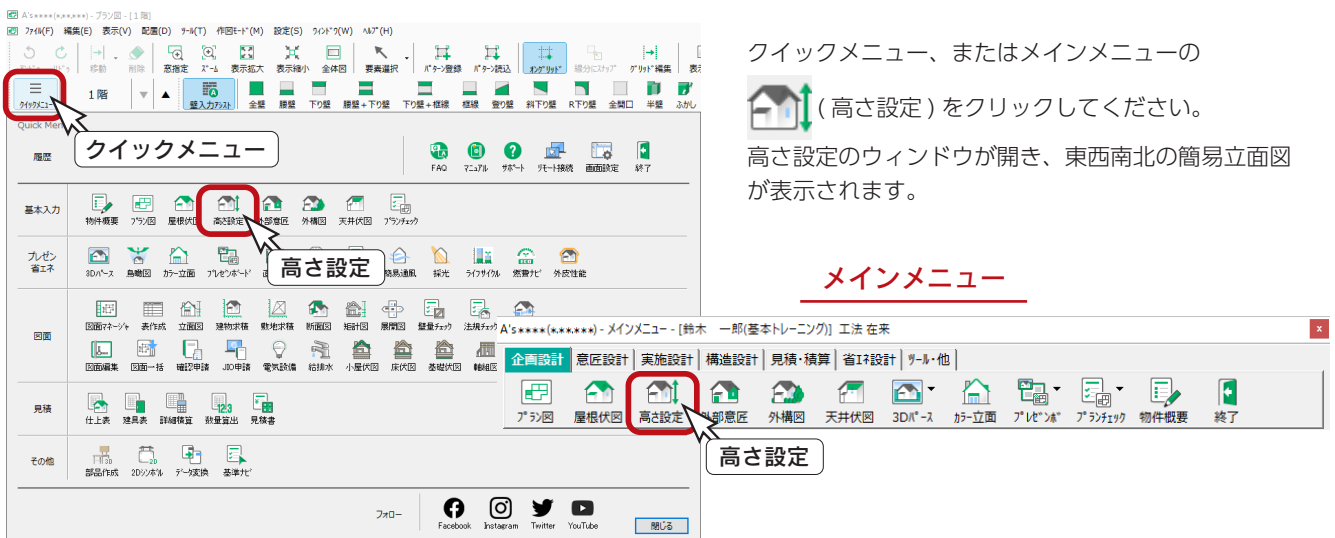 A's****(*.**,***) - プラン図 - [1 階]
ファイル(F) 編集(E) 表示(V) 配置(D) ツール(T) 作図モード(M) 設定(S) ウィンドウ(W) ヘルプ(H)
移動 削除 窓指定 ズーム 表示拡大 表示縮小 全体図 要素選択 パターン登録 パターン読込 オングリッド 線分にスナップ グリッド編集
クイックメニュー 1 階 ▼ ▲ 壁入力アシスト 全壁 腰壁 下り壁 腰壁+下り壁 下り壁+框線 框線 登り壁 斜下り壁 R下り壁 全開口 半壁 ふかし
Quick Men
クイックメニュー
履歴
FAQ マニュアル サポート リモート接続 画面設定 終了
基本入力 物件概要 プラン図 屋根伏図 高さ設定 外部意匠 外構図 天井伏図 プランチェック
高さ設定
プレゼン
省エネ
3Dパース 鳥瞰図 カラー立面 プレゼンボード 簡易通風 採光 ライフサイクル 燃費ナビ 外皮性能
図面
図面マネージャ 表作成 立面図 建物求積 敷地求積 断面図 矩計図 展開図 壁量チェック 法規チェック
図面編集 図面一括 確認申請 JIO申請 電気設備 給排水 小屋伏図 床伏図 基礎伏図 軸組図
見積 仕上表 建具表 詳細積算 数量算出 見積書
その他 部品作成 2Dシンボル データ変換 基準ナビ
フォロー Facebook Instagram Twitter YouTube 閉じる
クイックメニュー、またはメインメニューの
( 高さ設定 ) をクリックしてください。
高さ設定のウィンドウが開き、東西南北の簡易立面図
が表示されます。
メインメニュー
A's****(*.**,***) - メインメニュー - [鈴木 一郎(基本トレーニング)] 工法 在来 x
企画設計 意匠設計 実施設計 構造設計 見積・積算 省エネ設計 ツール・他
プラン図 屋根伏図 高さ設定 外部意匠 外構図 天井伏図 3Dパース カラー立面 プレゼンボ プランチェック 物件概要 終了
高さ設定